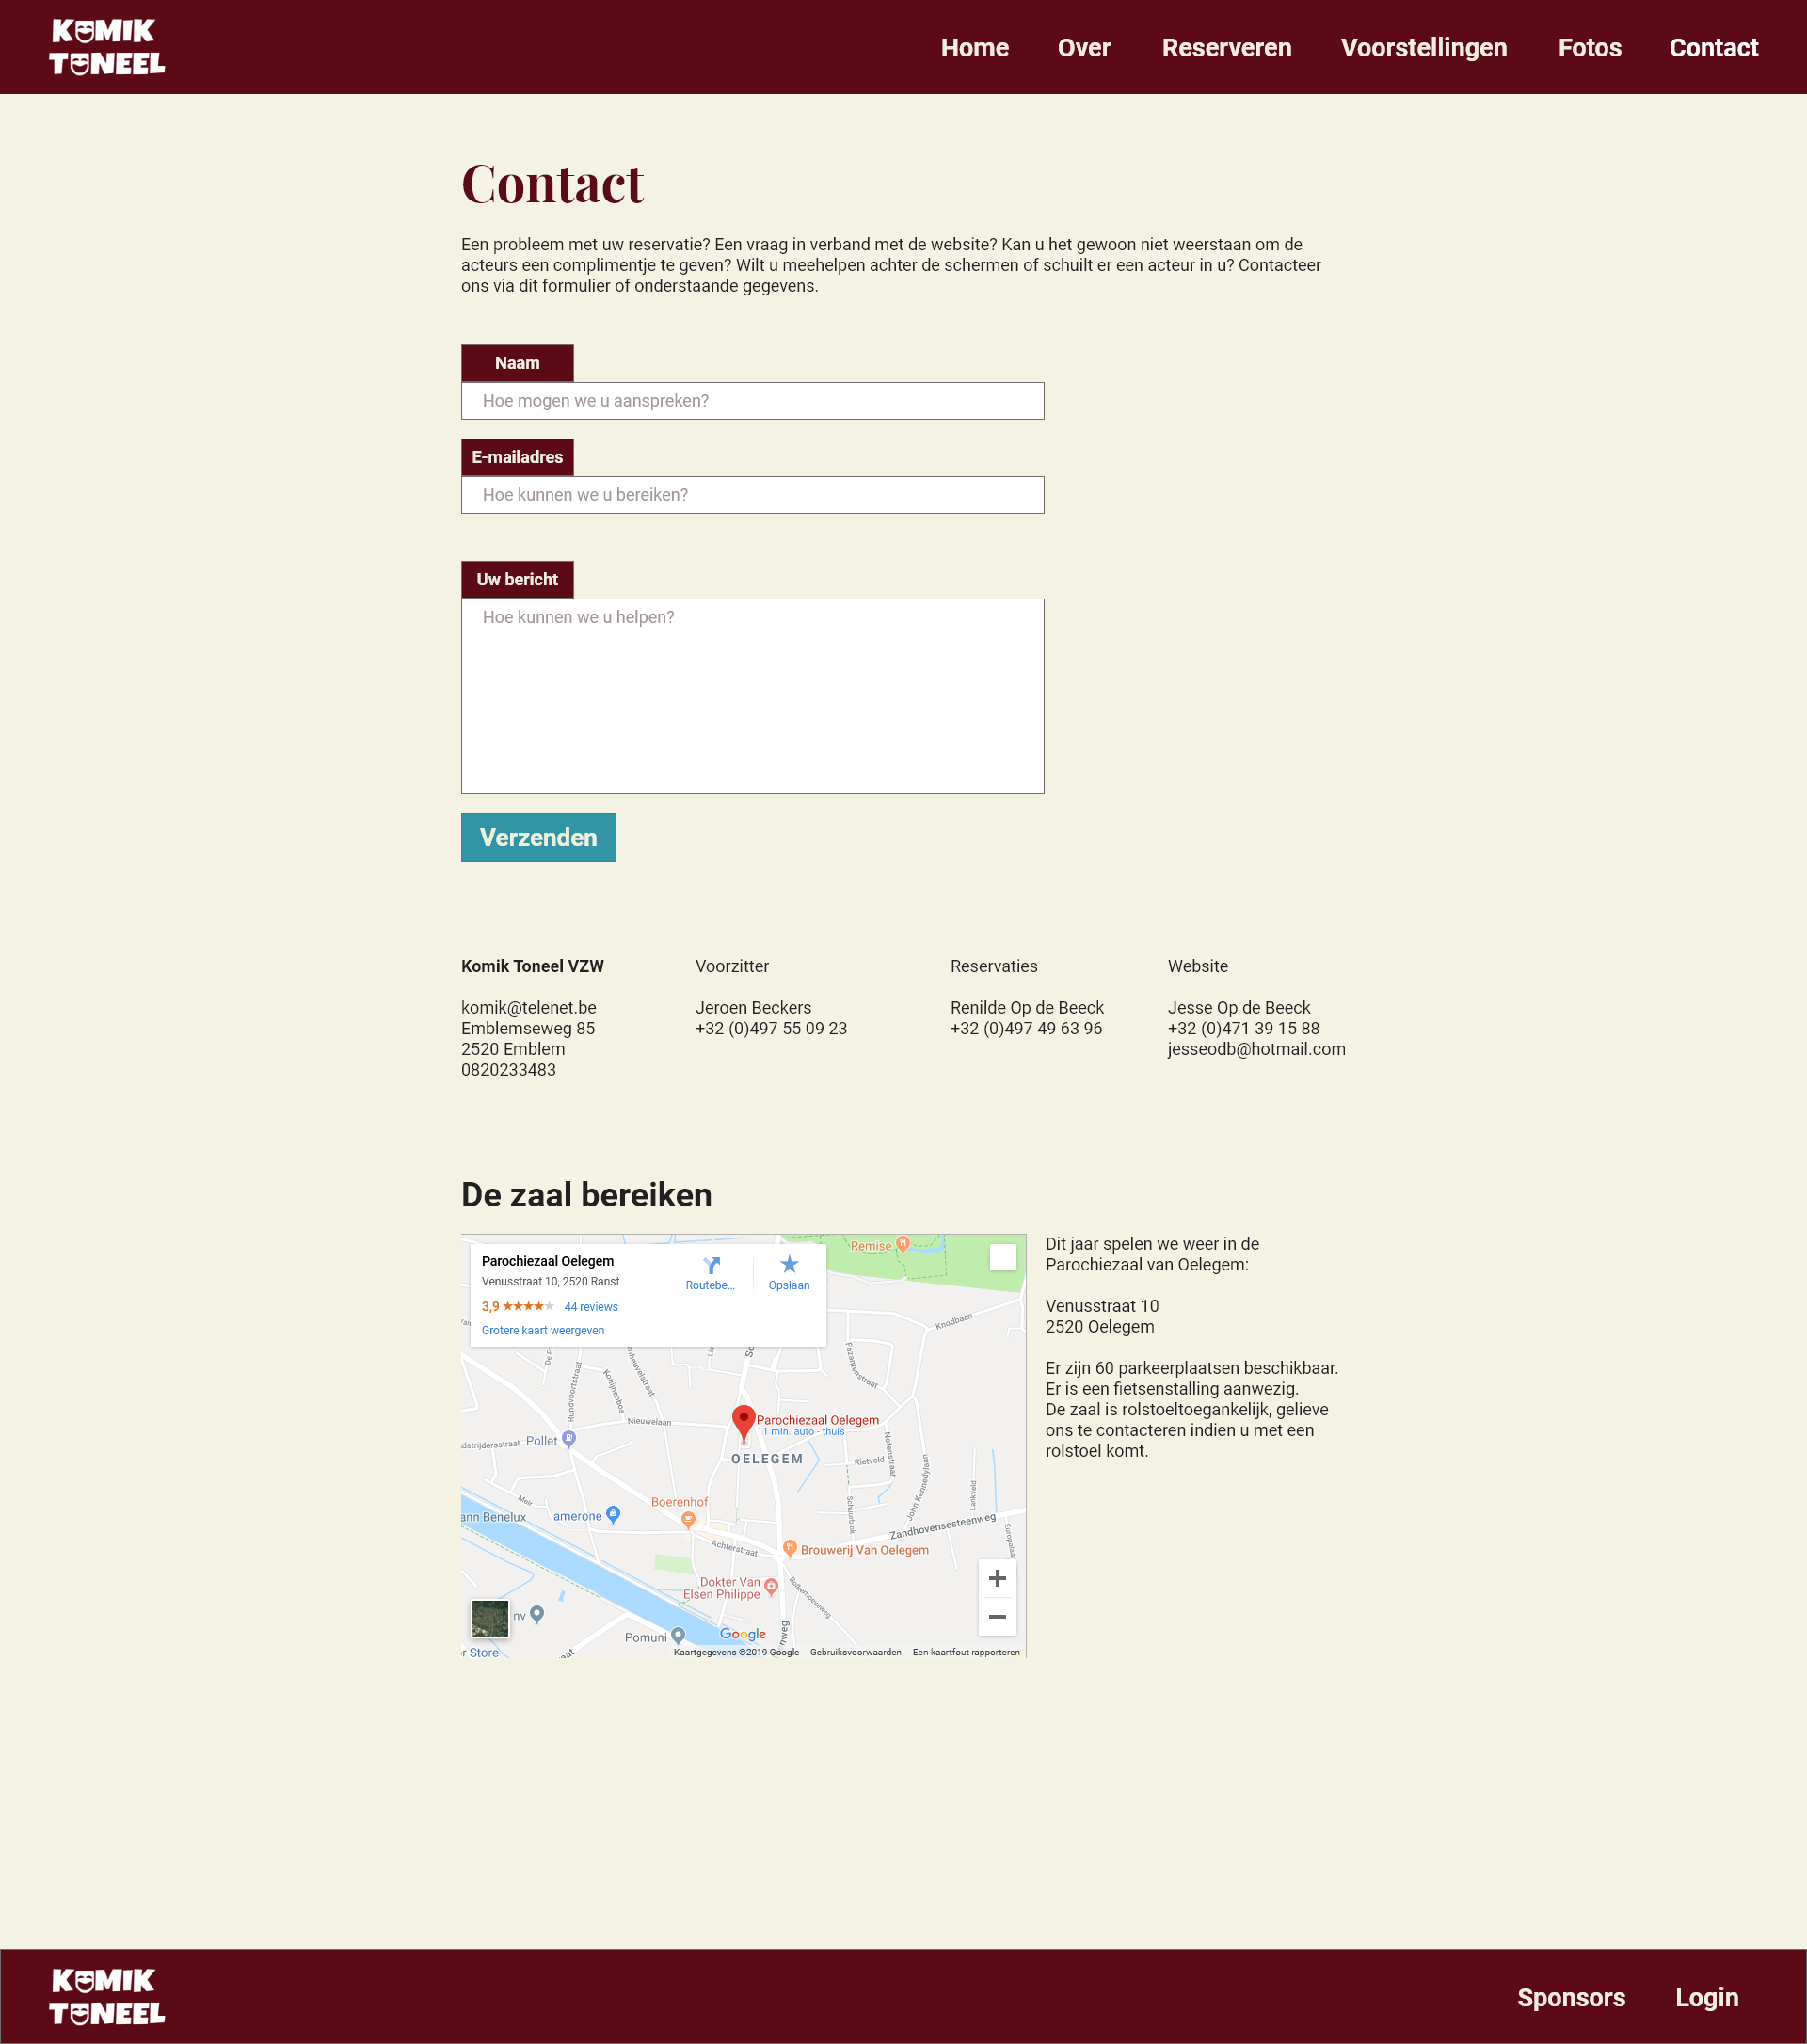 KOMIK
TONEEL
Home Over Reserveren Voorstellingen Fotos Contact
Contact
Een probleem met uw reservatie? Een vraag in verband met de website? Kan u het gewoon niet weerstaan om de
acteurs een complimentje te geven? Wilt u meehelpen achter de schermen of schuilt er een acteur in u? Contacteer
ons via dit formulier of onderstaande gegevens.
Naam
Hoe mogen we u aanspreken?
E-mailadres
Hoe kunnen we u bereiken?
Uw bericht
Hoe kunnen we u helpen?
Verzenden
Komik Toneel VZW
komik@telenet.be
Emblemseweg 85
2520 Emblem
0820233483
Voorzitter
Jeroen Beckers
+32 (0)497 55 09 23
Reservaties
Renilde Op de Beeck
+32 (0)497 49 63 96
Website
Jesse Op de Beeck
+32 (0)471 39 15 88
jesseodb@hotmail.com
De zaal bereiken
Parochiezaal Oelegem
Venusstraat 10, 2520 Ranst
3,9 44 reviews
Grotere kaart weergeven
Routebe...
Opslaan
Remise
Knodbaan
Fazantenstraat
Rundvoortstraat
Konijnenbos
Nieuwelaan
Parochiezaal Oelegem
11 min. auto - thuis
Pollet
OELEGEM
Rietveld
Notenstraat
John Kennedylaan
Lankveld
Meir
Boerenhof
Schuurblok
ann Benelux
amerone
Zandhovensesteenweg
Europalaan
Achterstraat
Brouwerij Van Oelegem
Dokter Van
Elsen Philippe
Bolkerhoeveweg
nv
Pomuni
Google
r Store
Kaartgegevens ©2019 Google Gebruiksvoorwaarden Een kaartfout rapporteren
Dit jaar spelen we weer in de
Parochiezaal van Oelegem:
Venusstraat 10
2520 Oelegem
Er zijn 60 parkeerplaatsen beschikbaar.
Er is een fietsenstalling aanwezig.
De zaal is rolstoeltoegankelijk, gelieve
ons te contacteren indien u met een
rolstoel komt.
KOMIK
TONEEL
Sponsors Login